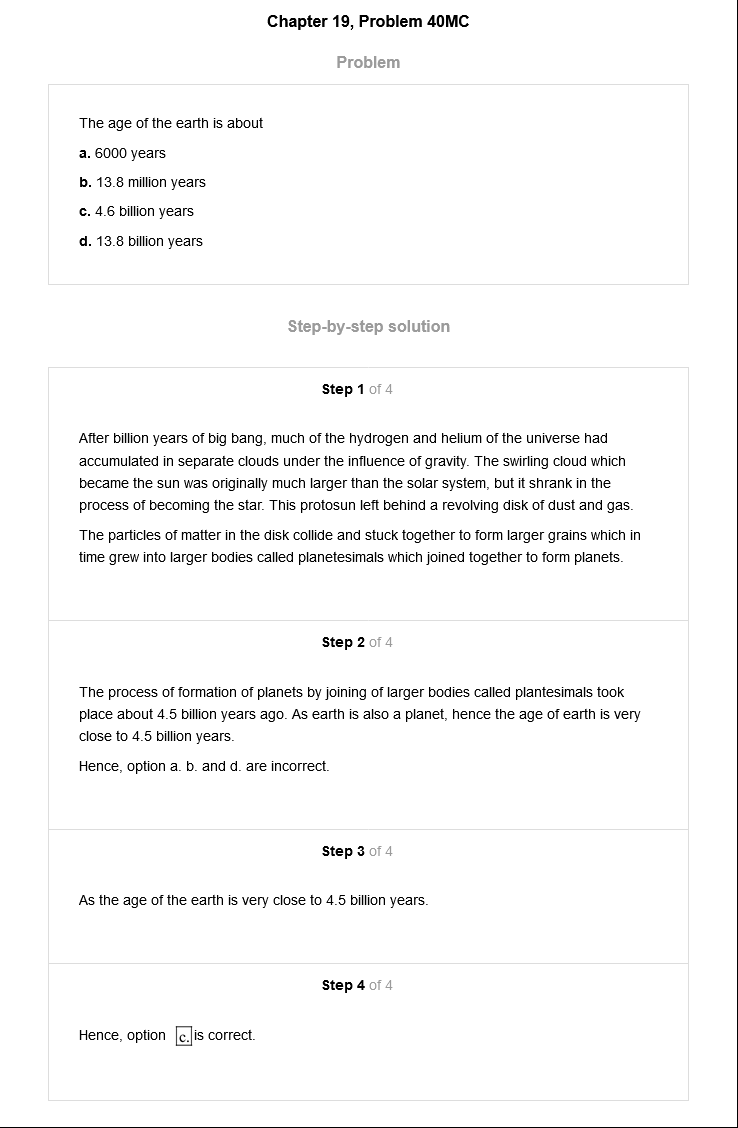 Chapter 19, Problem 40MC
Problem
The age of the earth is about
a. 6000 years
b. 13.8 million years
c. 4.6 billion years
d. 13.8 billion years
Step-by-step solution
Step 1 of 4
After billion years of big bang, much of the hydrogen and helium of the universe had
accumulated in separate clouds under the influence of gravity. The swirling cloud which
became the sun was originally much larger than the solar system, but it shrank in the
process of becoming the star. This protosun left behind a revolving disk of dust and gas.
The particles of matter in the disk collide and stuck together to form larger grains which in
time grew into larger bodies called planetesimals which joined together to form planets.
Step 2 of 4
The process of formation of planets by joining of larger bodies called plantesimals took
place about 4.5 billion years ago. As earth is also a planet, hence the age of earth is very
close to 4.5 billion years.
Hence, option a. b. and d. are incorrect.
Step 3 of 4
As the age of the earth is very close to 4.5 billion years.
Step 4 of 4
Hence, option c. is correct.